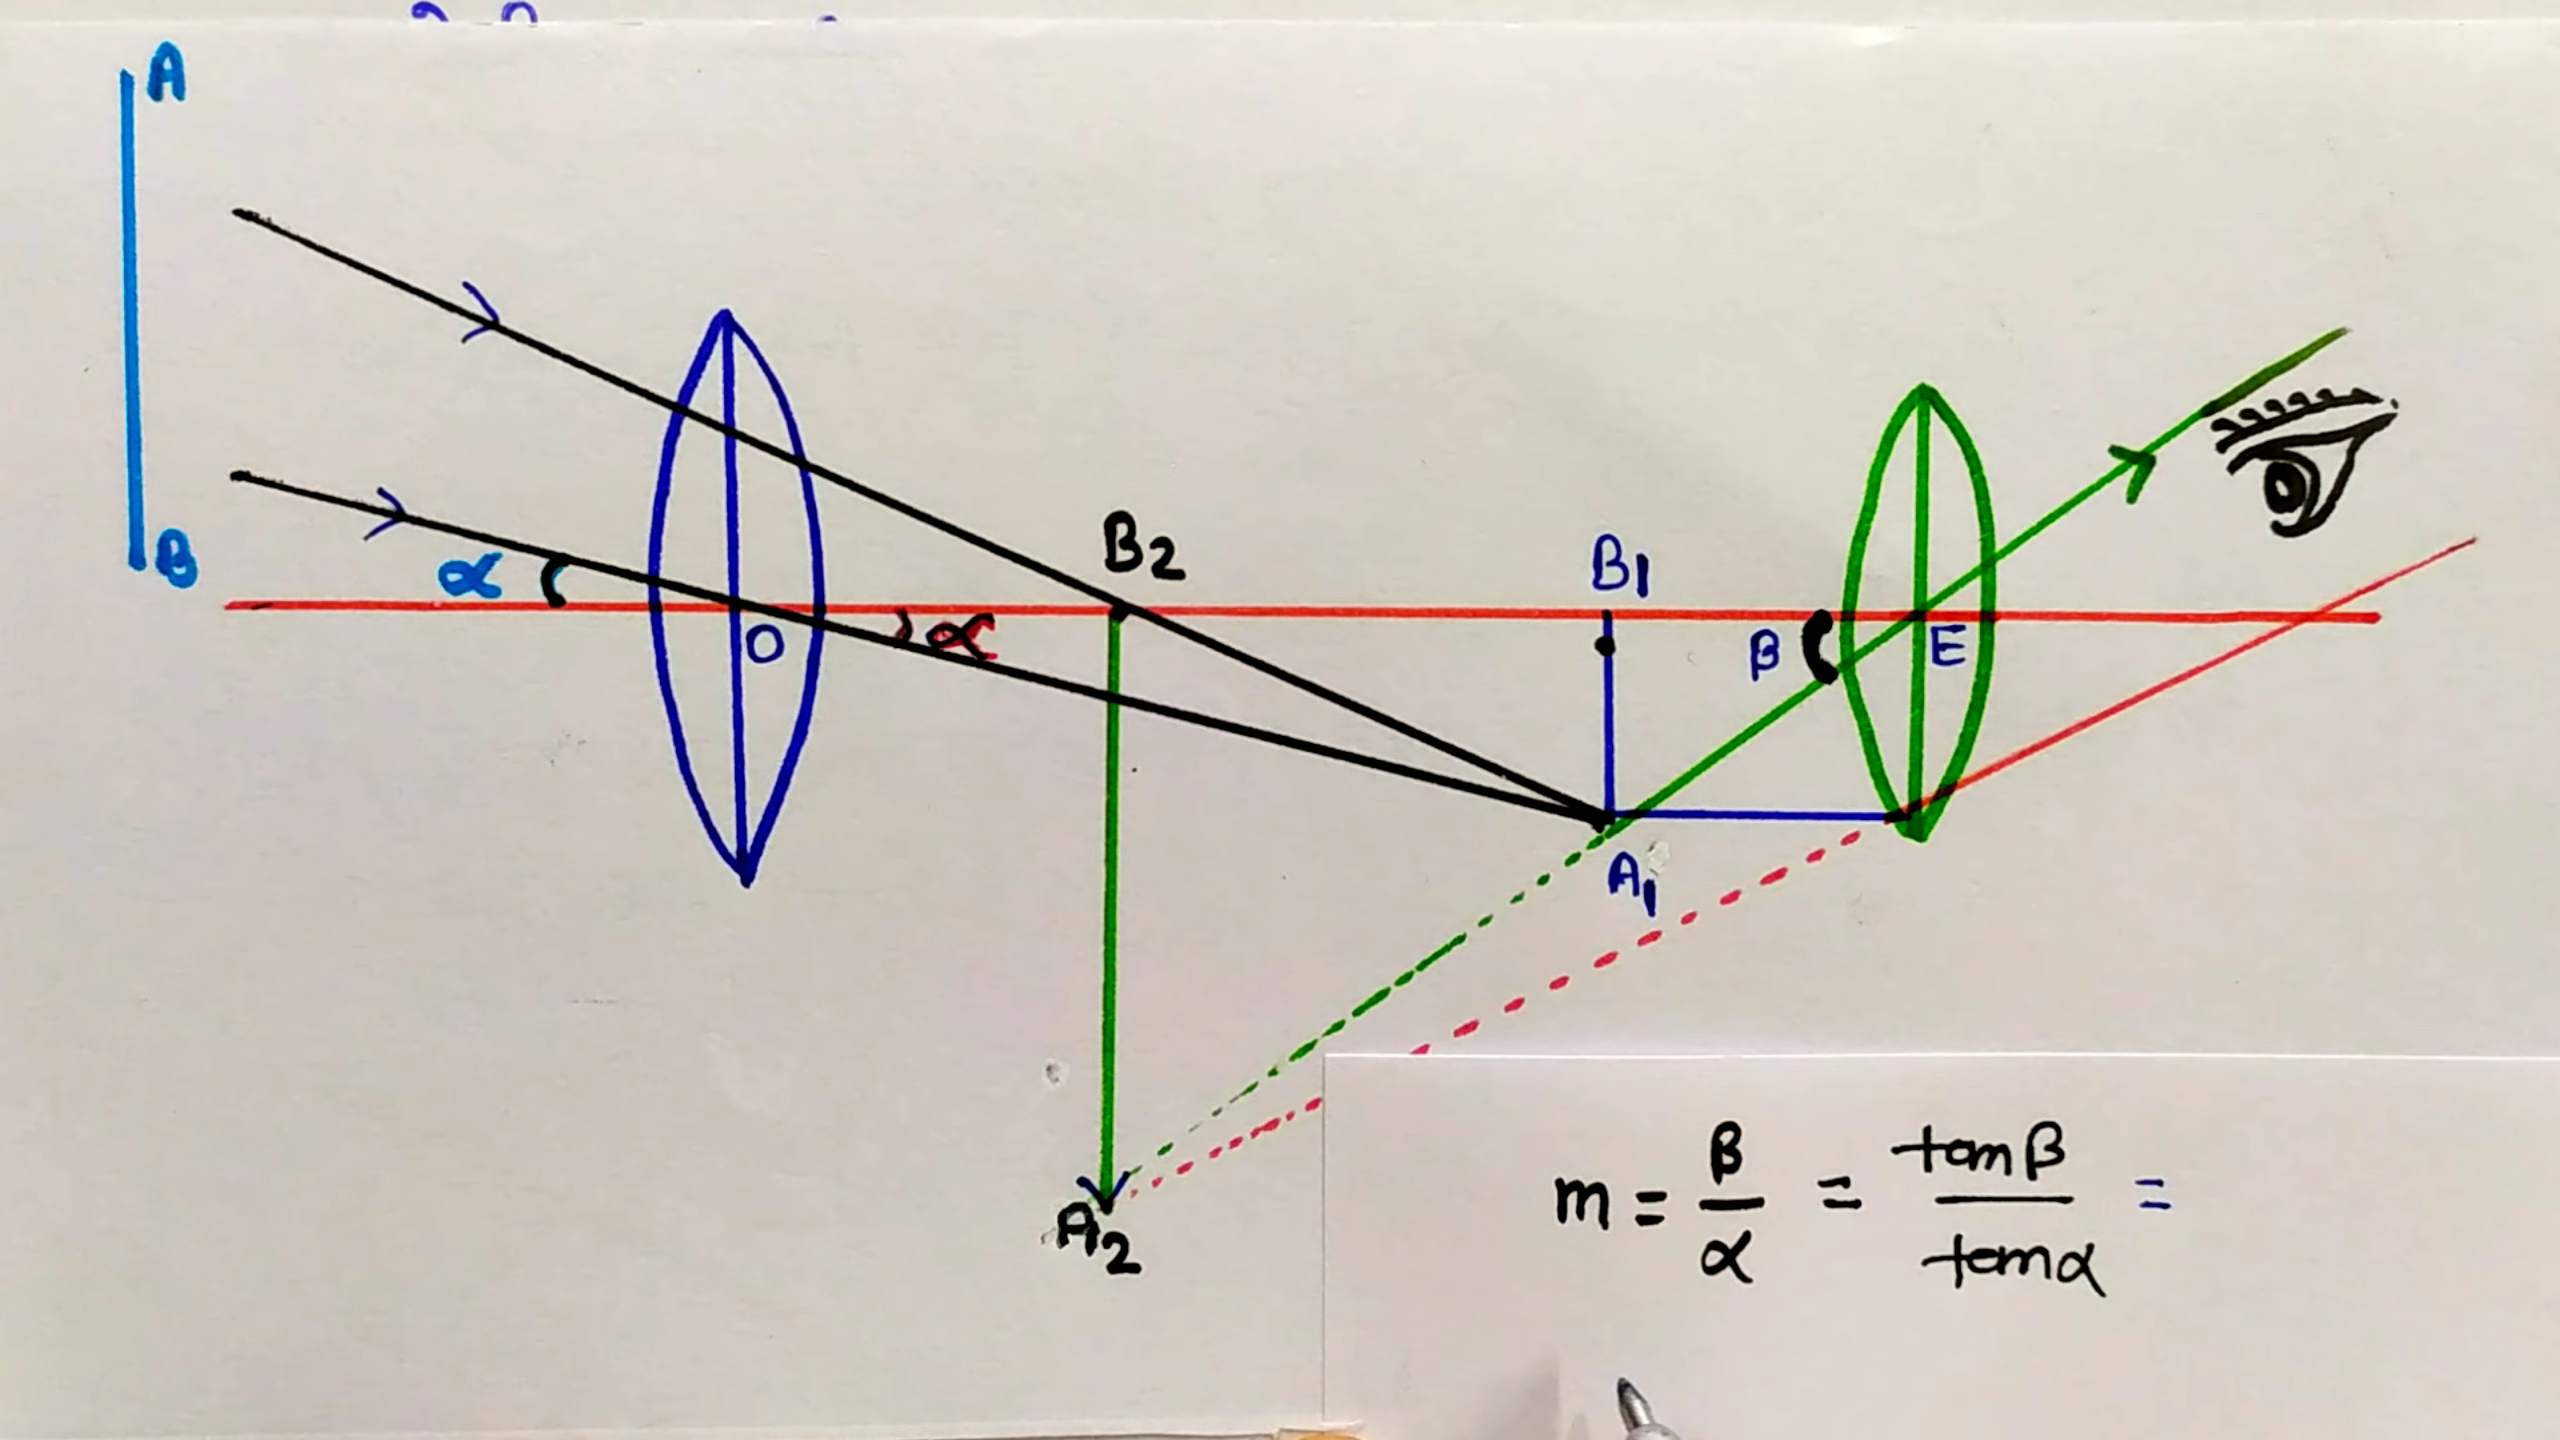 A
B
α
O
α
B2
B1
β
E
A1
A2
m = β/α = tanβ/tanα =